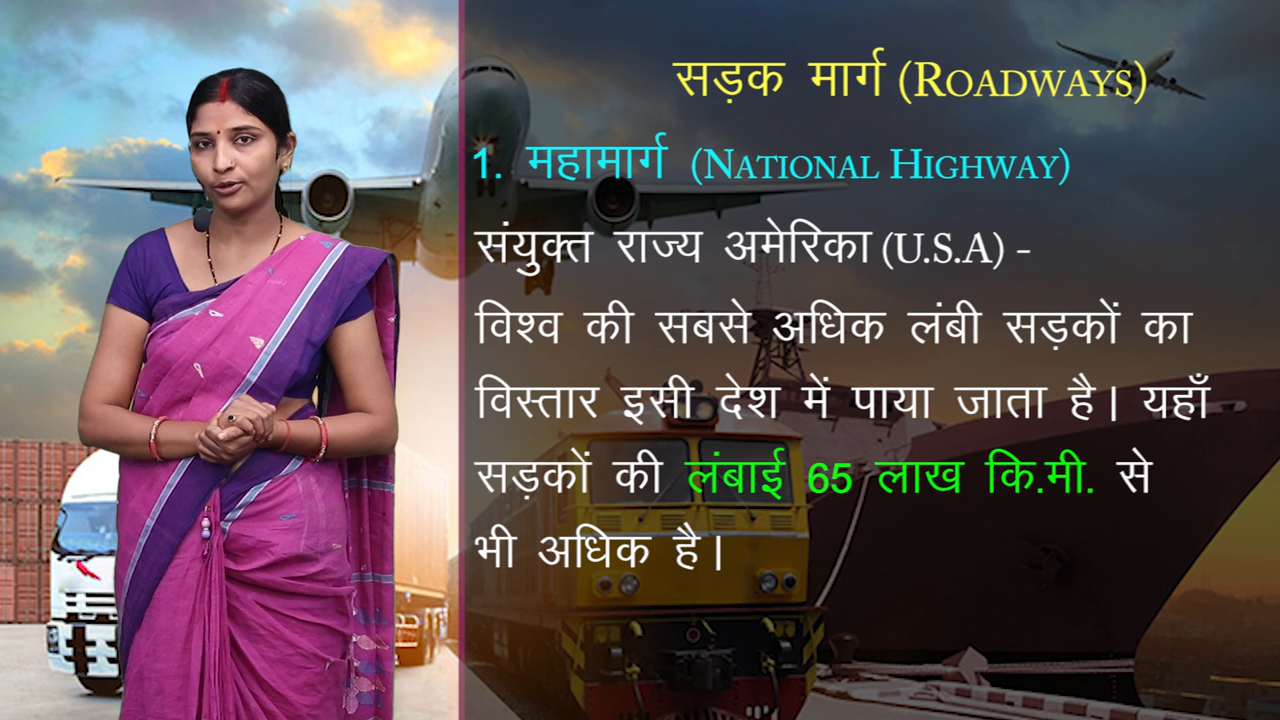 सड़क मार्ग (ROADWAYS)
1. महामार्ग (NATIONAL HIGHWAY)
संयुक्त राज्य अमेरिका (U.S.A) -
विश्व की सबसे अधिक लंबी सड़कों का
विस्तार इसी देश में पाया जाता है। यहाँ
सड़कों की लंबाई 65 लाख कि.मी. से
भी अधिक है।